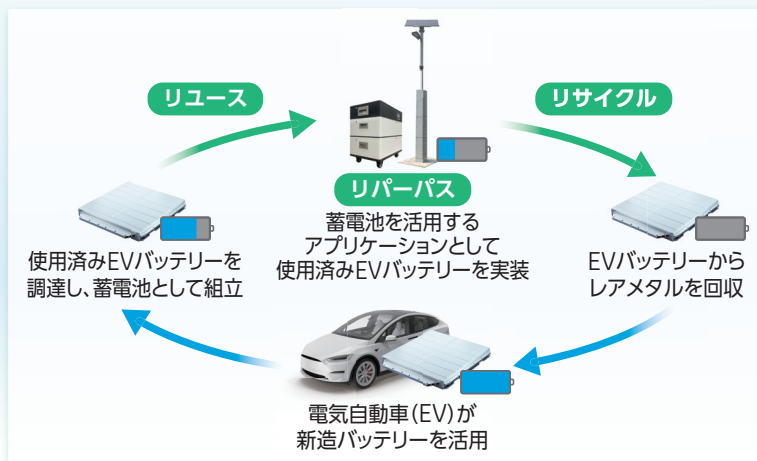 リユース
リサイクル
リパーパス
蓄電池を活用する
アプリケーションとして
使用済みEVバッテリーを実装
使用済みEVバッテリーを
調達し、蓄電池として組立
EVバッテリーから
レアメタルを回収
電気自動車(EV)が
新造バッテリーを活用